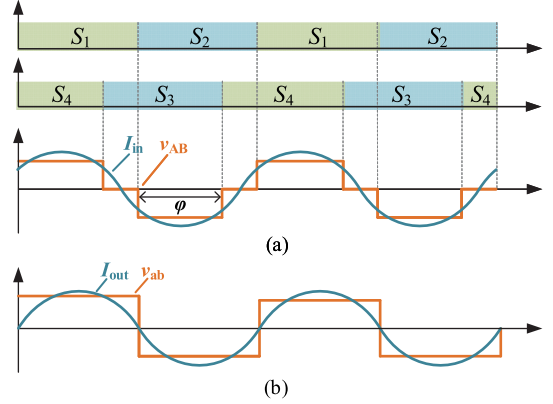 S1 S2 S1 S2
S4 S3 S4 S3 S4
Iin vAB
φ
(a)
Iout vab
(b)